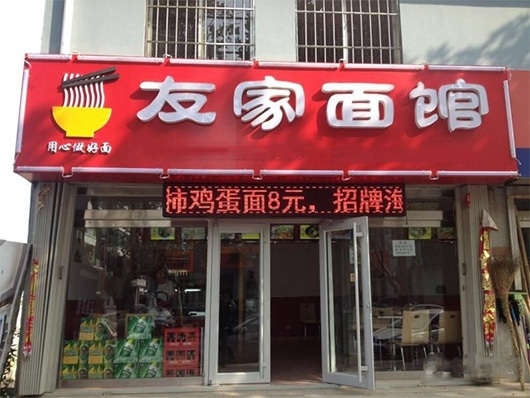 友家面馆
用心做好面
柿鸡蛋面8元，招牌海